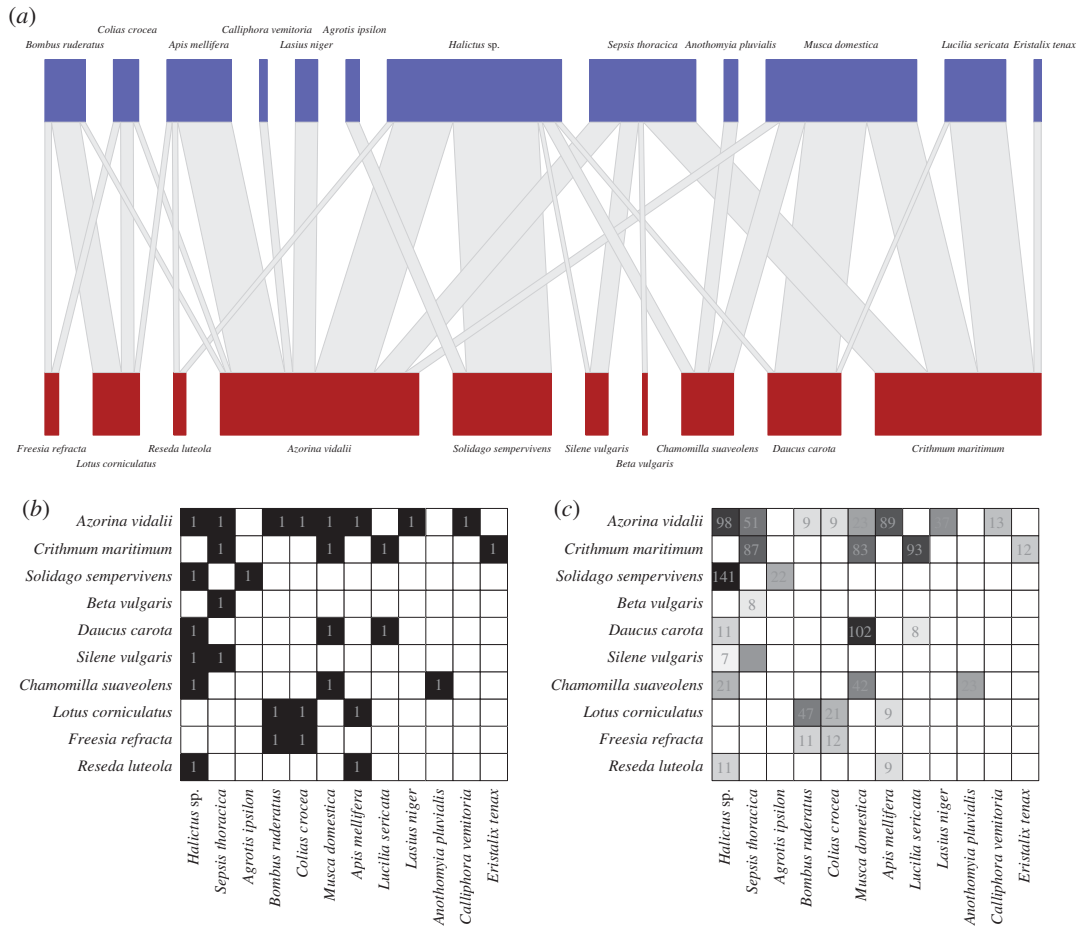 (a)
Colias crocea Calliphora vemitoria Agrotis ipsilon
Bombus ruderatus Apis mellifera Lasius niger Halictus sp. Sepsis thoracica Anothomyia pluvialis Musca domestica Lucilia sericata Eristalix tenax
Freesia refracta Reseda luteola Azorina vidalii Solidago sempervivens Silene vulgaris Chamomilla suaveolens Daucus carota Crithmum maritimum
Lotus corniculatus Beta vulgaris
(b)
Azorina vidalii 1 1 1 1 1 1 1 1
Crithmum maritimum 1 1 1 1
Solidago sempervivens 1 1
Beta vulgaris 1
Daucus carota 1 1 1
Silene vulgaris 1 1
Chamomilla suaveolens 1 1 1
Lotus corniculatus 1 1 1
Freesia refracta 1 1
Reseda luteola 1 1
Halictus sp.
Sepsis thoracica
Agrotis ipsilon
Bombus ruderatus
Colias crocea
Musca domestica
Apis mellifera
Lucilia sericata
Lasius niger
Anothomyia pluvialis
Calliphora vemitoria
Eristalix tenax
(c)
Azorina vidalii 98 51 9 9 89 13
Crithmum maritimum 87 83 93 12
Solidago sempervivens 141 22
Beta vulgaris 8
Daucus carota 11 102 8
Silene vulgaris 7
Chamomilla suaveolens 21 42 23
Lotus corniculatus 47 21 9
Freesia refracta 11 12
Reseda luteola 11 9
Halictus sp.
Sepsis thoracica
Agrotis ipsilon
Bombus ruderatus
Colias crocea
Musca domestica
Apis mellifera
Lucilia sericata
Lasius niger
Anothomyia pluvialis
Calliphora vemitoria
Eristalix tenax